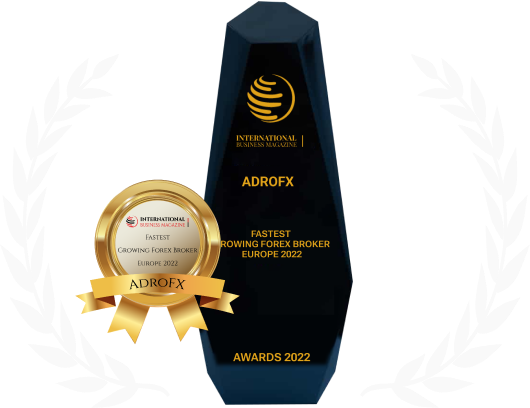 INTERNATIONAL
BUSINESS MAGAZINE
ADROFX
FASTEST
ROWING FOREX BROKER
EUROPE 2022
AWARDS 2022
INTERNATIONAL
BUSINESS MAGAZINE
FASTEST
GROWING FOREX BROKER
EUROPE 2022
ADROFX